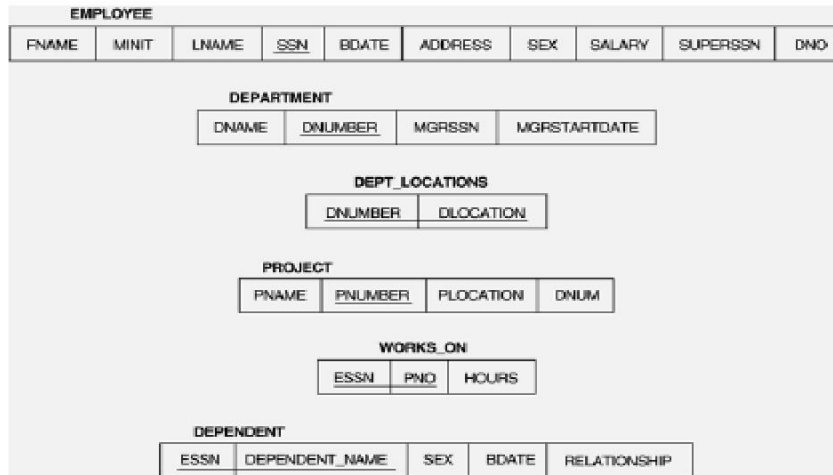 EMPLOYEE
FNAME MINIT LNAME SSN BDATE ADDRESS SEX SALARY SUPERSSN DNO
DEPARTMENT
DNAME DNUMBER MGRSSN MGRSTARTDATE
DEPT_LOCATIONS
DNUMBER DLOCATION
PROJECT
PNAME PNUMBER PLOCATION DNUM
WORKS_ON
ESSN PNO HOURS
DEPENDENT
ESSN DEPENDENT_NAME SEX BDATE RELATIONSHIP